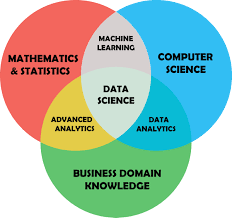 MACHINE
LEARNING
MATHEMATICS
& STATISTICS
COMPUTER
SCIENCE
DATA
SCIENCE
ADVANCED
ANALYTICS
DATA
ANALYTICS
BUSINESS DOMAIN
KNOWLEDGE